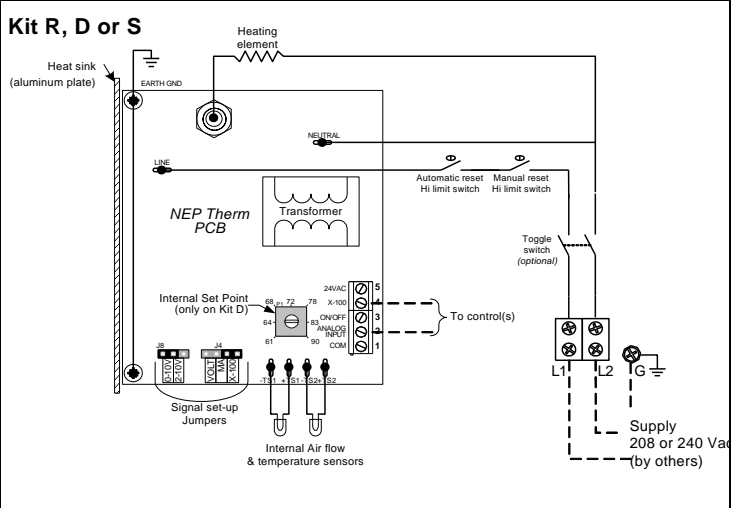 Kit R, D or S
Heating
element
Heat sink
(aluminum plate)
EARTH GND
NEUTRAL
LINE
Automatic reset
Hi limit switch
Manual reset
Hi limit switch
NEP Therm
PCB
Transformer
Toggle
switch
(optional)
Internal Set Point
(only on Kit D)
68
P1
72
78
64
83
61
90
24VAC
5
X-100
4
ON/OFF
3
ANALOG
INPUT
2
COM
1
To control(s)
J8
0-10V
2-10V
J4
VOLT
MA
X-100
Signal set-up
Jumpers
-TS1
+TS1
-TS2
+TS2
Internal Air flow
& temperature sensors
L1
L2
G
Supply
208 or 240 Vac
(by others)